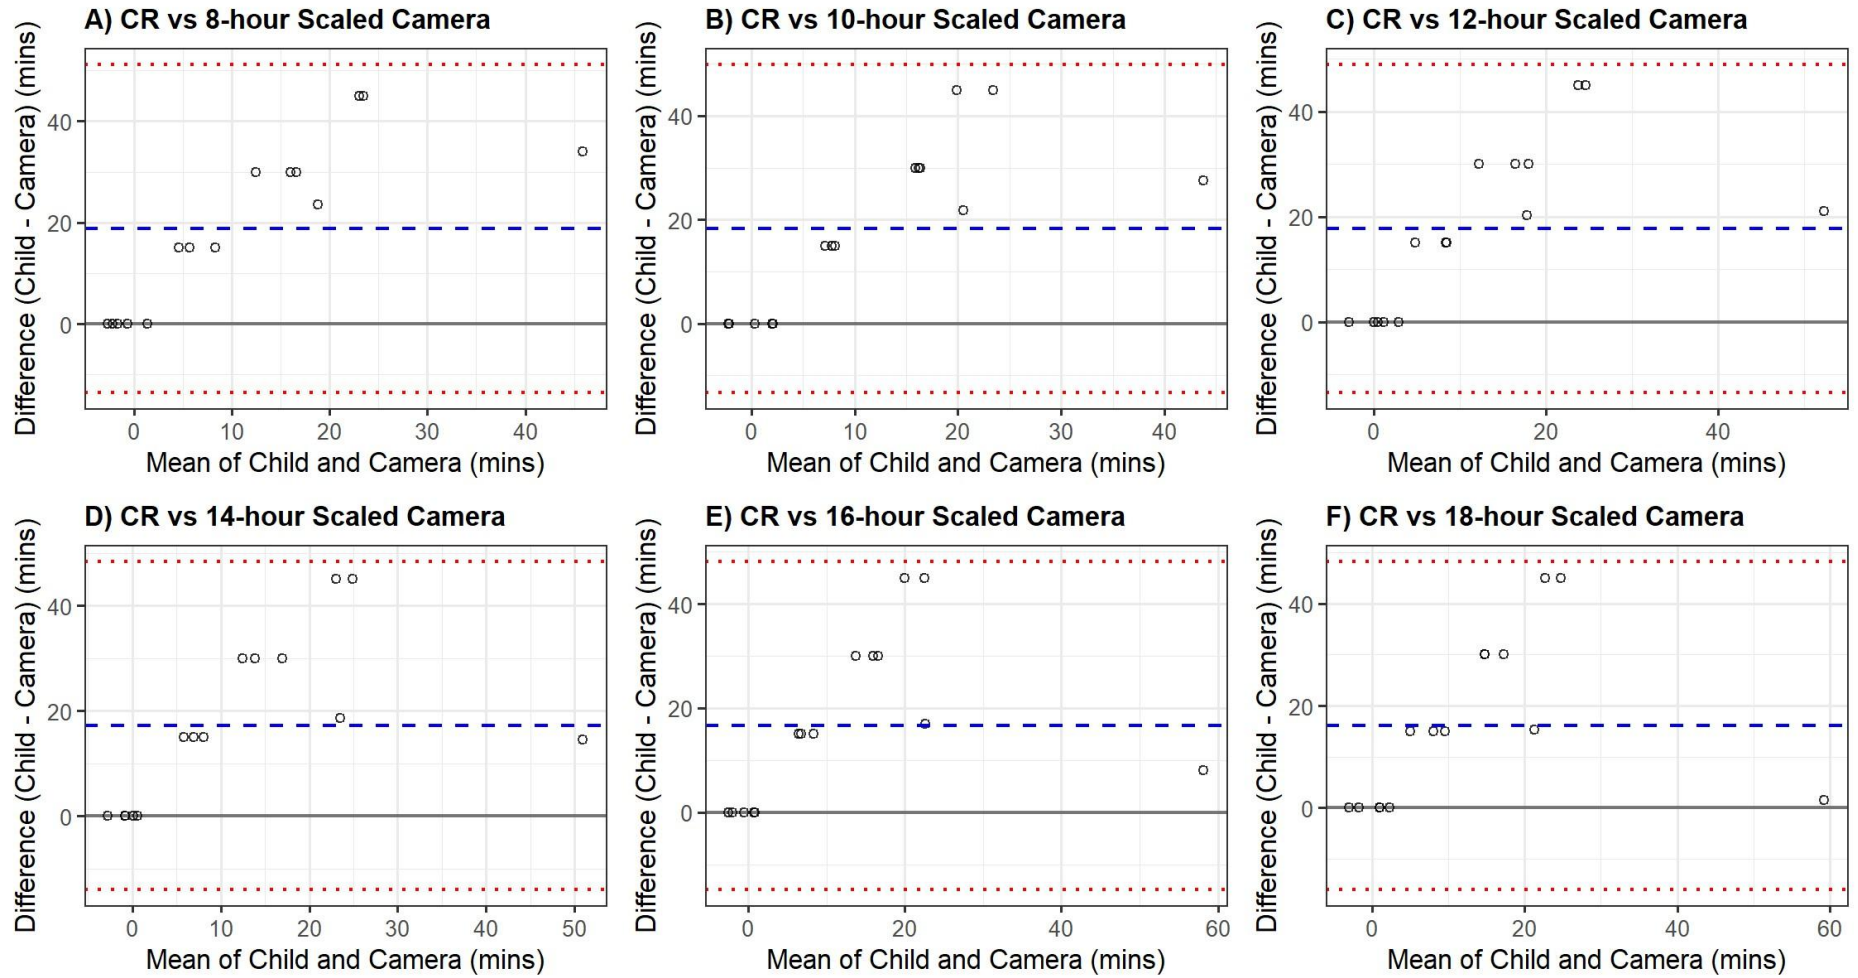 A) CR vs 8-hour Scaled Camera
Difference (Child - Camera) (mins)
40
20
0
0 10 20 30 40
Mean of Child and Camera (mins)
B) CR vs 10-hour Scaled Camera
Difference (Child - Camera) (mins)
40
20
0
0 10 20 30 40
Mean of Child and Camera (mins)
C) CR vs 12-hour Scaled Camera
Difference (Child - Camera) (mins)
40
20
0
0 20 40
Mean of Child and Camera (mins)
D) CR vs 14-hour Scaled Camera
Difference (Child - Camera) (mins)
40
20
0
0 10 20 30 40 50
Mean of Child and Camera (mins)
E) CR vs 16-hour Scaled Camera
Difference (Child - Camera) (mins)
40
20
0
0 20 40 60
Mean of Child and Camera (mins)
F) CR vs 18-hour Scaled Camera
Difference (Child - Camera) (mins)
40
20
0
0 20 40 60
Mean of Child and Camera (mins)